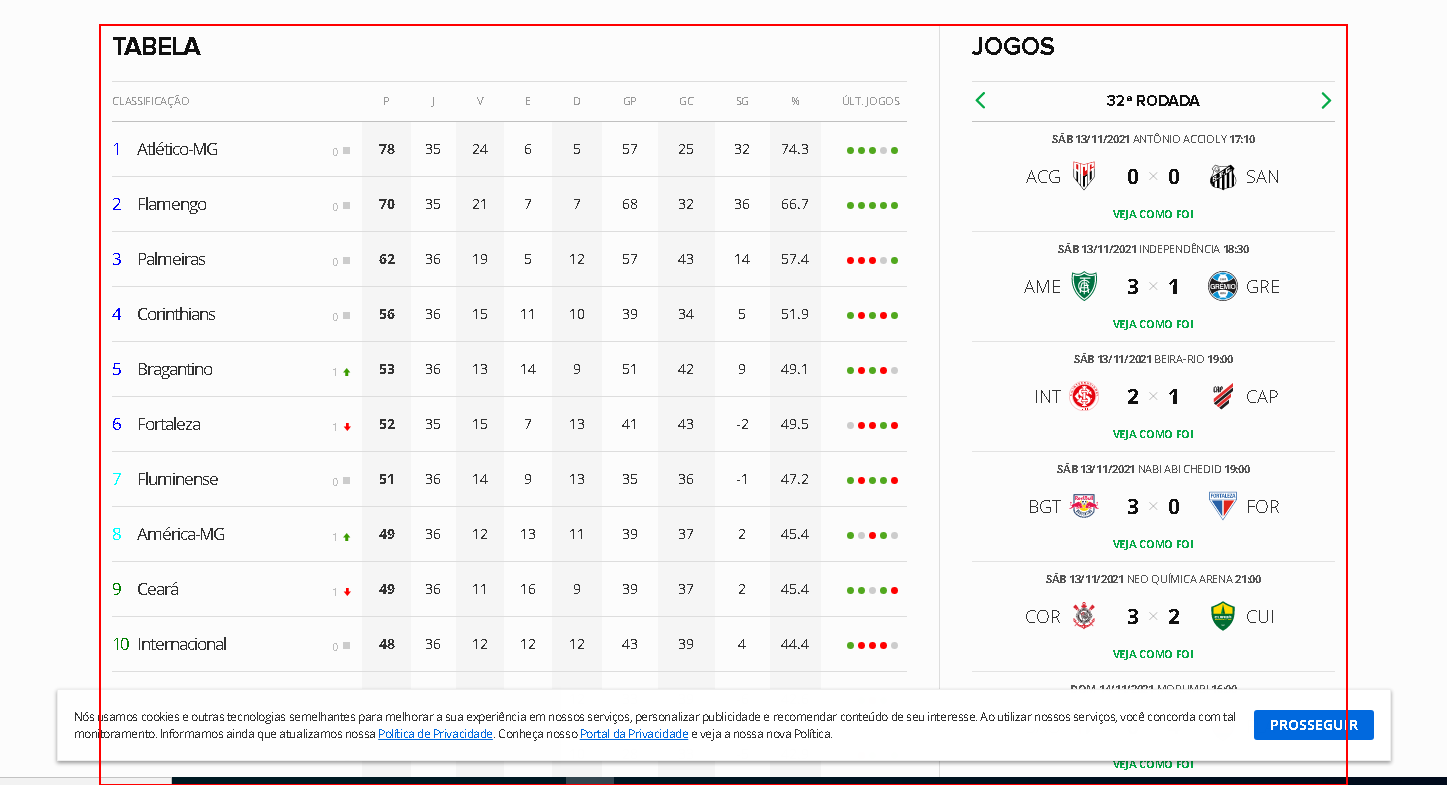 TABELA
CLASSIFICAÇÃO P J V E D GP GC SG % ÚLT. JOGOS
1 Atlético-MG 0 78 35 24 6 5 57 25 32 74.3
2 Flamengo 0 70 35 21 7 7 68 32 36 66.7
3 Palmeiras 0 62 36 19 5 12 57 43 14 57.4
4 Corinthians 0 56 36 15 11 10 39 34 5 51.9
5 Bragantino 1 53 36 13 14 9 51 42 9 49.1
6 Fortaleza 1 52 35 15 7 13 41 43 -2 49.5
7 Fluminense 0 51 36 14 9 13 35 36 -1 47.2
8 América-MG 1 49 36 12 13 11 39 37 2 45.4
9 Ceará 1 49 36 11 16 9 39 37 2 45.4
10 Internacional 0 48 36 12 12 12 43 39 4 44.4
JOGOS
32ª RODADA
SÁB 13/11/2021 ANTÔNIO ACCIOLY 17:10
ACG 0 × 0 SAN
VEJA COMO FOI
SÁB 13/11/2021 INDEPENDÊNCIA 18:30
AME 3 × 1 GRE
VEJA COMO FOI
SÁB 13/11/2021 BEIRA-RIO 19:00
INT 2 × 1 CAP
VEJA COMO FOI
SÁB 13/11/2021 NABI ABI CHEDID 19:00
BGT 3 × 0 FOR
VEJA COMO FOI
SÁB 13/11/2021 NEO QUÍMICA ARENA 21:00
COR 3 × 2 CUI
VEJA COMO FOI
DOM 14/11/2021 MORUMBI 16:00
Nós usamos cookies e outras tecnologias semelhantes para melhorar a sua experiência em nossos serviços, personalizar publicidade e recomendar conteúdo de seu interesse. Ao utilizar nossos serviços, você concorda com tal
monitoramento. Informamos ainda que atualizamos nossa Política de Privacidade. Conheça nosso Portal da Privacidade e veja a nossa nova Política.
PROSSEGUIR
VEJA COMO FOI